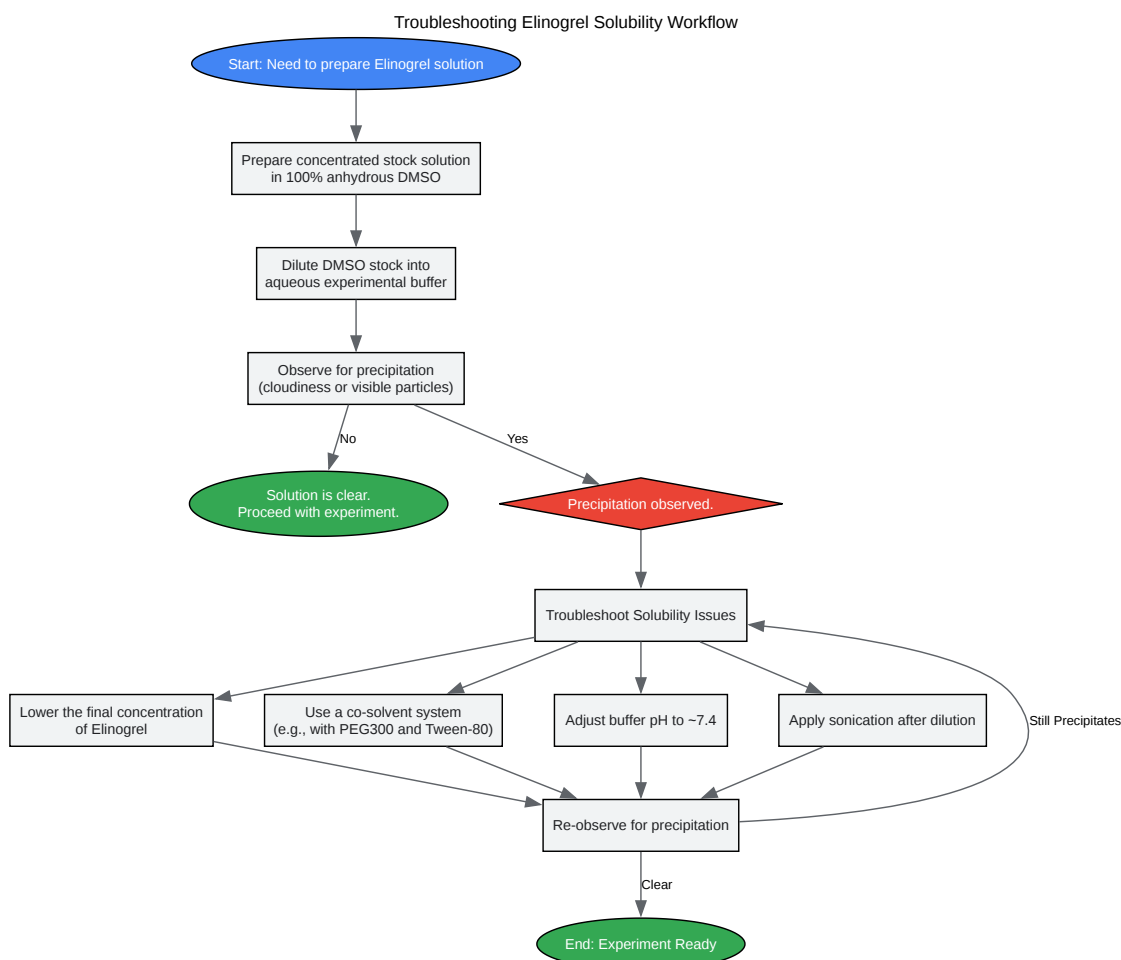 Troubleshooting Elinogrel Solubility Workflow
Start: Need to prepare Elinogrel solution
Prepare concentrated stock solution
in 100% anhydrous DMSO
Dilute DMSO stock into
aqueous experimental buffer
Observe for precipitation
(cloudiness or visible particles)
No
Yes
Solution is clear.
Proceed with experiment.
Precipitation observed.
Troubleshoot Solubility Issues
Lower the final concentration
of Elinogrel
Use a co-solvent system
(e.g., with PEG300 and Tween-80)
Adjust buffer pH to ~7.4
Apply sonication after dilution
Still Precipitates
Re-observe for precipitation
Clear
End: Experiment Ready